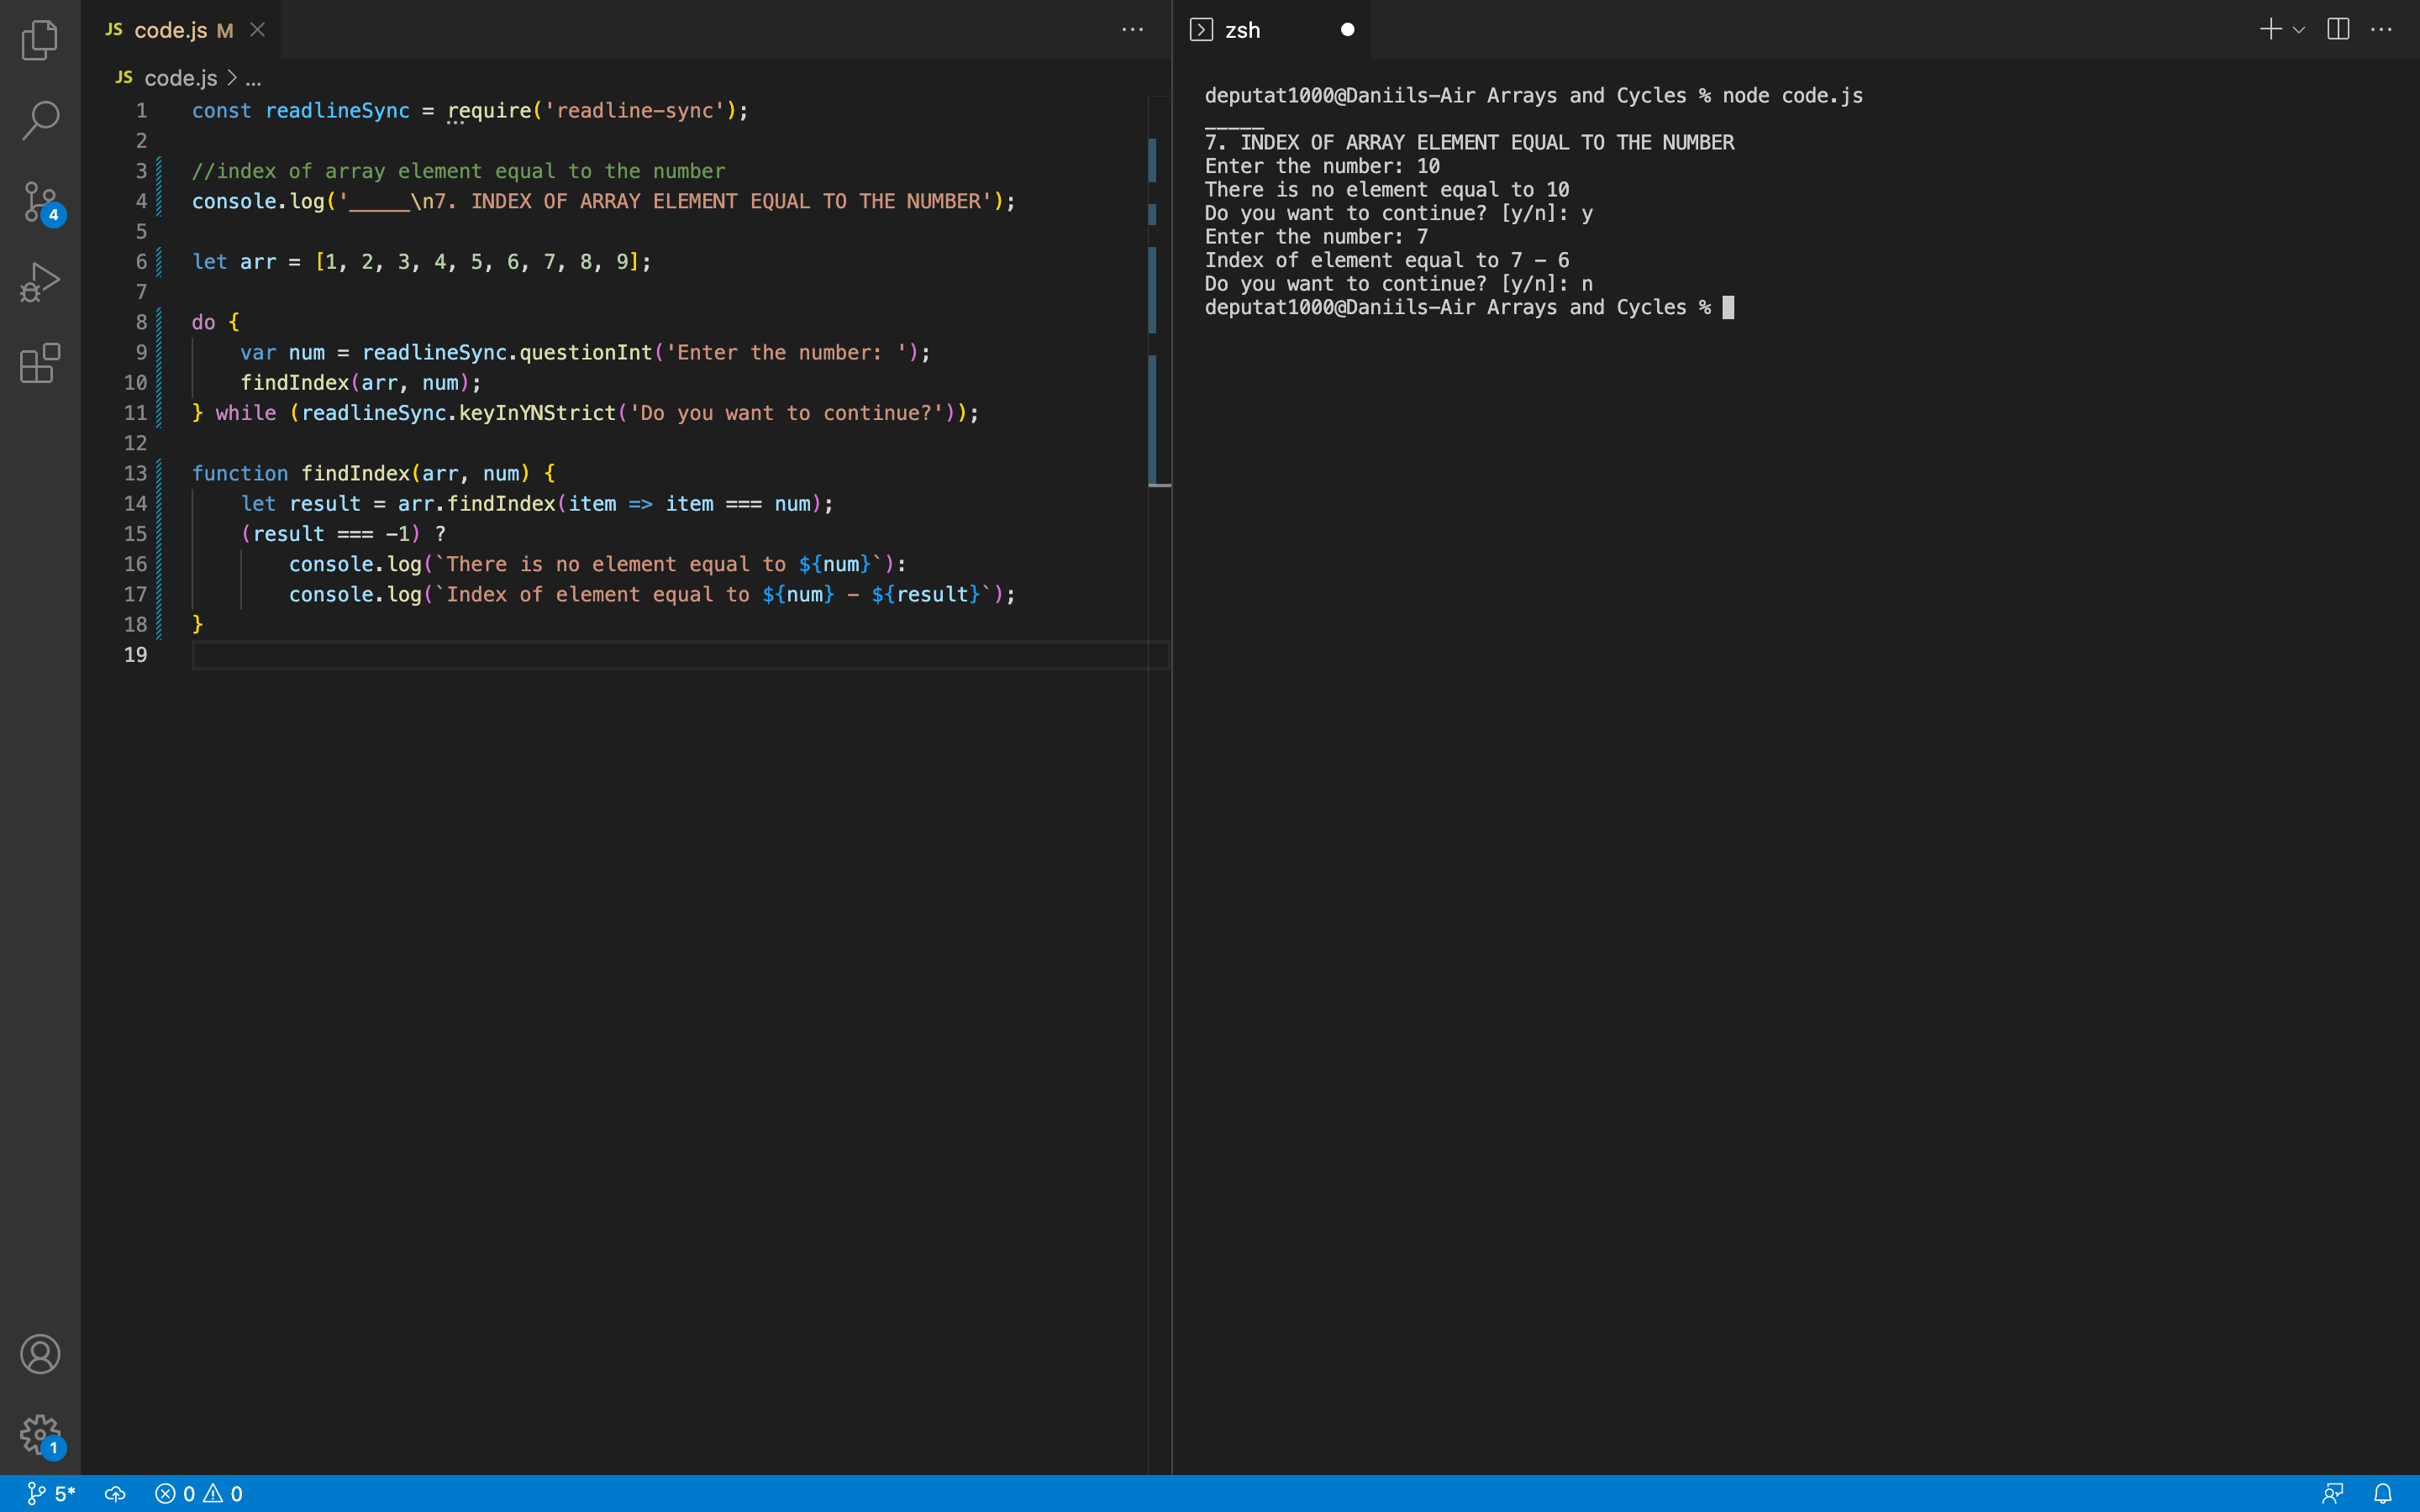 JS code.js M
JS code.js > ...
1 const readlineSync = require('readline-sync');
2
3 //index of array element equal to the number
4 console.log('_____\n7. INDEX OF ARRAY ELEMENT EQUAL TO THE NUMBER');
5
6 let arr = [1, 2, 3, 4, 5, 6, 7, 8, 9];
7
8 do {
9 var num = readlineSync.questionInt('Enter the number: ');
10 findIndex(arr, num);
11 } while (readlineSync.keyInYNStrict('Do you want to continue?'));
12
13 function findIndex(arr, num) {
14 let result = arr.findIndex(item => item === num);
15 (result === -1) ?
16 console.log(`There is no element equal to ${num}`):
17 console.log(`Index of element equal to ${num} - ${result}`);
18 }
19
zsh
deputat1000@Daniils-Air Arrays and Cycles % node code.js
_____
7. INDEX OF ARRAY ELEMENT EQUAL TO THE NUMBER
Enter the number: 10
There is no element equal to 10
Do you want to continue? [y/n]: y
Enter the number: 7
Index of element equal to 7 - 6
Do you want to continue? [y/n]: n
deputat1000@Daniils-Air Arrays and Cycles %
4
1
5* 0 0